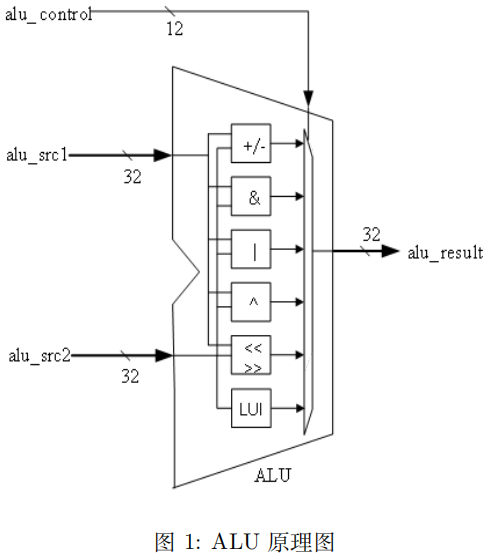 alu_control
12
alu_src1
32
+/-
&
|
32
alu_result
^
alu_src2
32
<<
>>
LUI
ALU
图 1: ALU 原理图